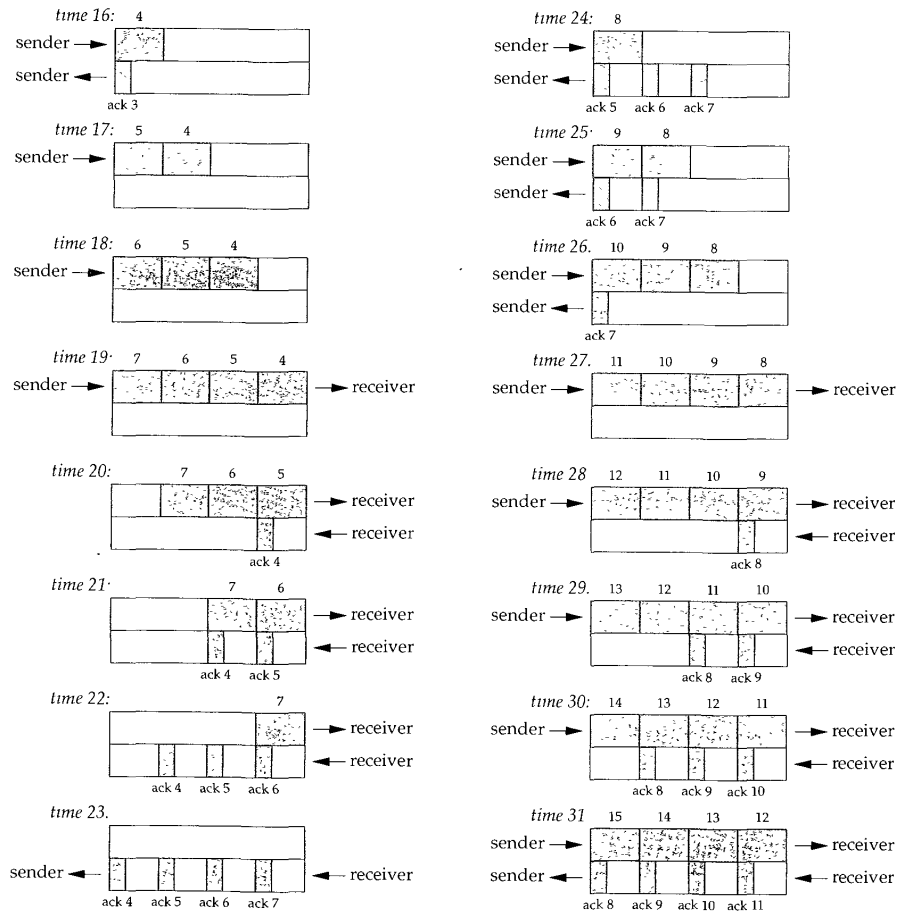 time 16: 4
sender
sender
ack 3
time 17: 5 4
sender
time 18: 6 5 4
sender
time 19· 7 6 5 4
sender receiver
time 20: 7 6 5
receiver
receiver
ack 4
time 21· 7 6
receiver
receiver
ack 4 ack 5
time 22: 7
receiver
receiver
ack 4 ack 5 ack 6
time 23.
sender receiver
ack 4 ack 5 ack 6 ack 7
time 24: 8
sender
sender
ack 5 ack 6 ack 7
time 25· 9 8
sender
sender
ack 6 ack 7
time 26. 10 9 8
sender
sender
ack 7
time 27. 11 10 9 8
sender receiver
time 28 12 11 10 9
sender receiver
receiver
ack 8
time 29. 13 12 11 10
sender receiver
receiver
ack 8 ack 9
time 30: 14 13 12 11
sender receiver
receiver
ack 8 ack 9 ack 10
time 31 15 14 13 12
sender receiver
sender receiver
ack 8 ack 9 ack 10 ack 11